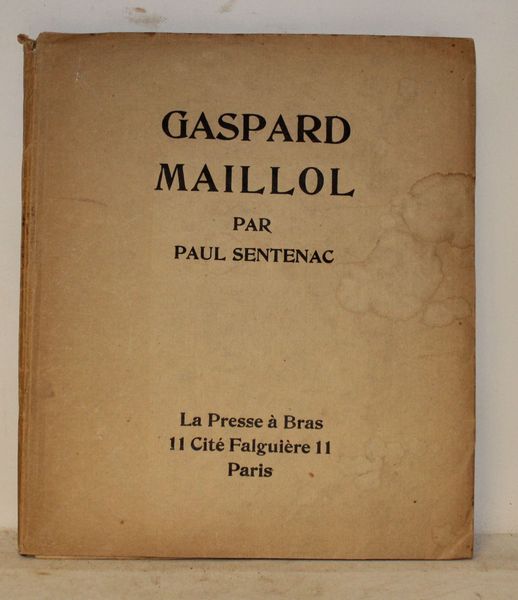 GASPARD
MAILLOL
PAR
PAUL SENTENAC
La Presse à Bras
11 Cité Falguière 11
Paris